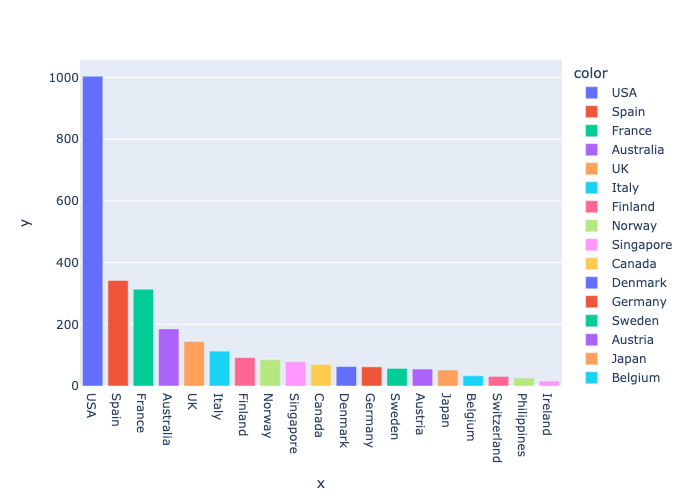 color
USA
Spain
France
Australia
UK
Italy
Finland
Norway
Singapore
Canada
Denmark
Germany
Sweden
Austria
Japan
Belgium
1000
800
600
400
200
0
y
USA
Spain
France
Australia
UK
Italy
Finland
Norway
Singapore
Canada
Denmark
Germany
Sweden
Austria
Japan
Belgium
Switzerland
Philippines
Ireland
x